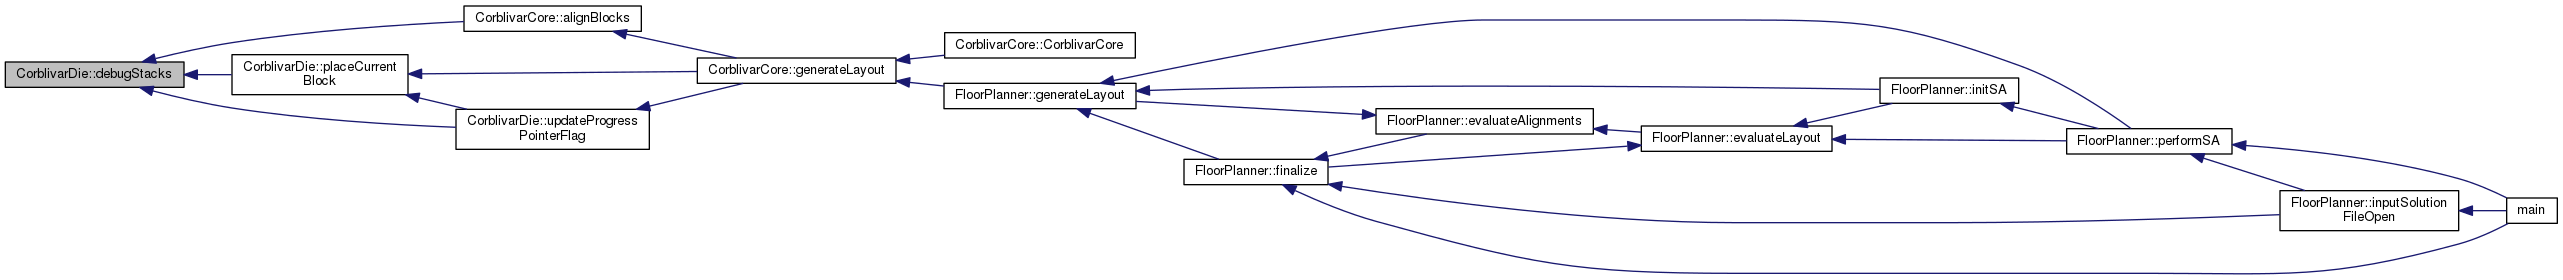 CorblivarDie::debugStacks
CorblivarCore::alignBlocks
CorblivarDie::placeCurrent
Block
CorblivarDie::updateProgress
PointerFlag
CorblivarCore::generateLayout
CorblivarCore::CorblivarCore
FloorPlanner::generateLayout
FloorPlanner::finalize
FloorPlanner::evaluateAlignments
FloorPlanner::evaluateLayout
FloorPlanner::initSA
FloorPlanner::performSA
FloorPlanner::inputSolution
FileOpen
main